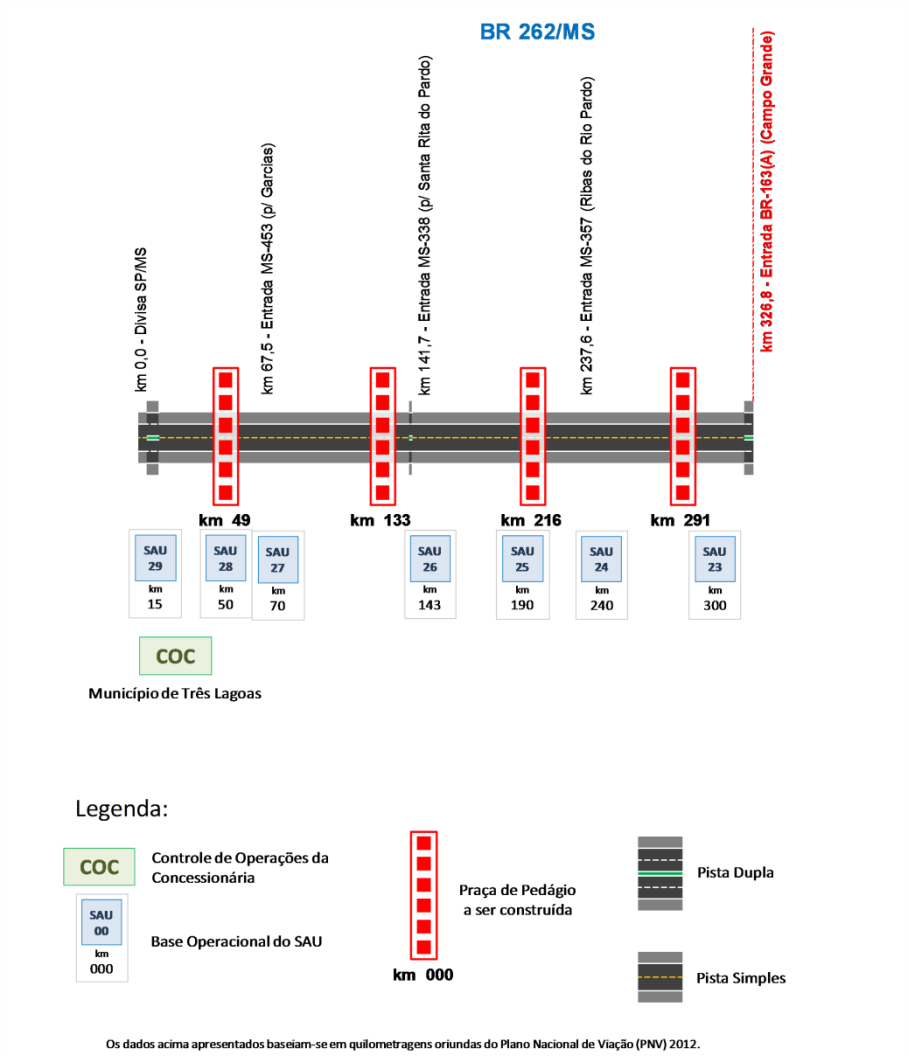 BR 262/MS
km 0,0 - Divisa SP/MS
km 67,5 - Entrada MS-453 (p/ Garcias)
km 141,7 - Entrada MS-338 (p/ Santa Rita do Pardo)
km 237,6 - Entrada MS-357 (Ribas do Rio Pardo)
km 326,8 - Entrada BR-163(A) (Campo Grande)
km 49
km 133
km 216
km 291
SAU
29
km
15
SAU
28
km
50
SAU
27
km
70
SAU
26
km
143
SAU
25
km
190
SAU
24
km
240
SAU
23
km
300
COC
Município de Três Lagoas
Legenda:
COC
Controle de Operações da
Concessionária
SAU
00
km
000
Base Operacional do SAU
Praça de Pedágio
a ser construída
km 000
Pista Dupla
Pista Simples
Os dados acima apresentados baseiam-se em quilometragens oriundas do Plano Nacional de Viação (PNV) 2012.